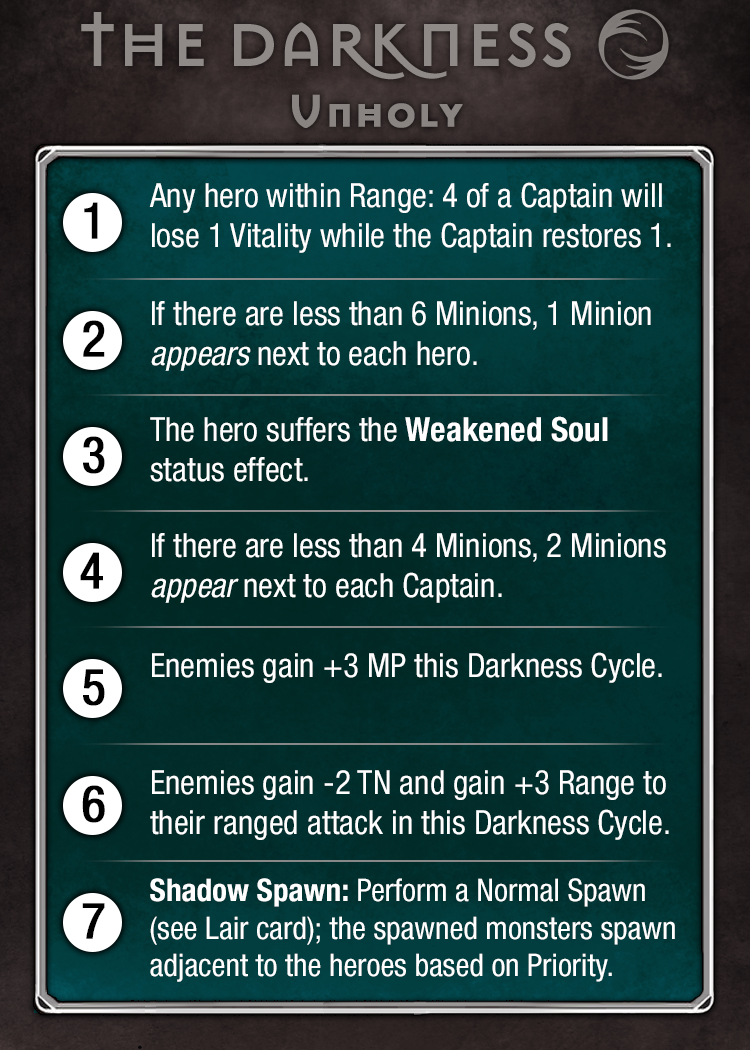 THE DARKNESS
UNHOLY
1
Any hero within Range: 4 of a Captain will
lose 1 Vitality while the Captain restores 1.
2
If there are less than 6 Minions, 1 Minion
appears next to each hero.
3
The hero suffers the Weakened Soul
status effect.
4
If there are less than 4 Minions, 2 Minions
appear next to each Captain.
5
Enemies gain +3 MP this Darkness Cycle.
6
Enemies gain -2 TN and gain +3 Range to
their ranged attack in this Darkness Cycle.
7
Shadow Spawn: Perform a Normal Spawn
(see Lair card); the spawned monsters spawn
adjacent to the heroes based on Priority.